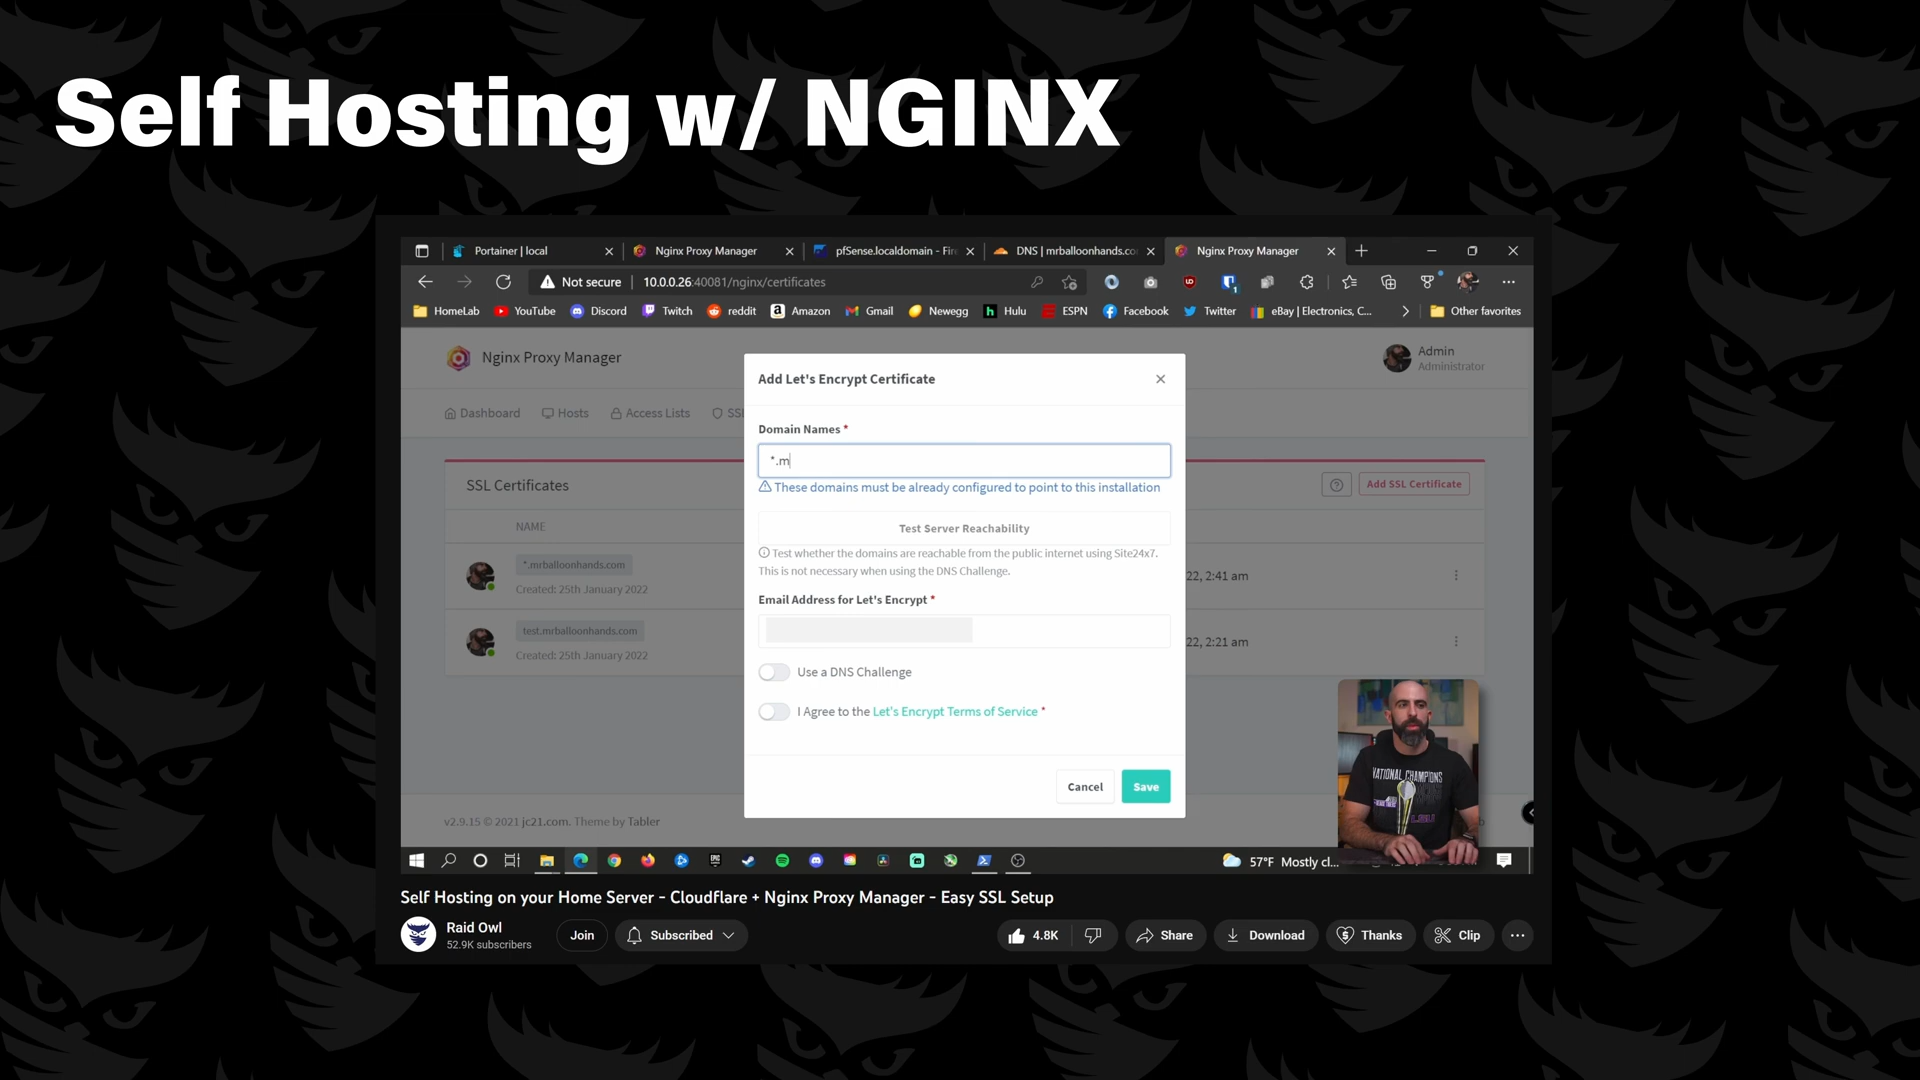 Self Hosting w/ NGINX
Portainer | local
Nginx Proxy Manager
pfSense.localdomain - Fire
DNS | mrballoonhands.co
Nginx Proxy Manager
Not secure
10.0.0.26:40081/nginx/certificates
HomeLab
YouTube
Discord
Twitch
reddit
Amazon
Gmail
Newegg
Hulu
ESPN
Facebook
Twitter
eBay | Electronics, C...
Other favorites
Nginx Proxy Manager
Admin
Administrator
Dashboard
Hosts
Access Lists
SS
Add Let's Encrypt Certificate
Domain Names *
*.m
These domains must be already configured to point to this installation
SSL Certificates
Add SSL Certificate
NAME
Test Server Reachability
Test whether the domains are reachable from the public internet using Site24x7.
This is not necessary when using the DNS Challenge.
*.mrballoonhands.com
Created: 25th January 2022
22, 2:41 am
Email Address for Let's Encrypt *
test.mrballoonhands.com
Created: 25th January 2022
22, 2:21 am
Use a DNS Challenge
I Agree to the Let's Encrypt Terms of Service *
Cancel
Save
NATIONAL CHAMPIONS
v2.9.15 © 2021 jc21.com. Theme by Tabler
57°F Mostly cl...
Self Hosting on your Home Server - Cloudflare + Nginx Proxy Manager - Easy SSL Setup
Raid Owl
52.9K subscribers
Join
Subscribed
4.8K
Share
Download
Thanks
Clip